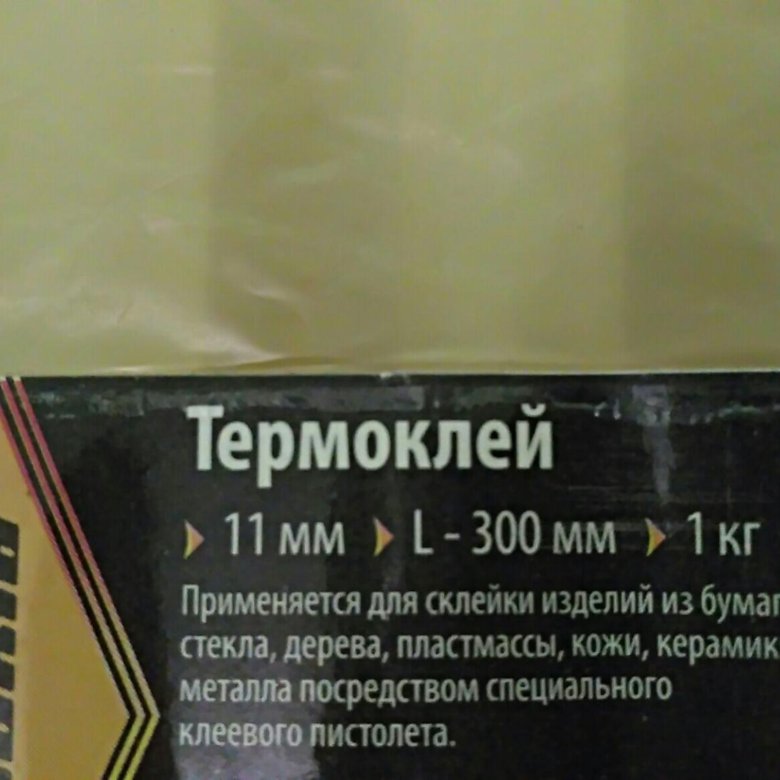 Термоклей
11 мм L - 300 мм 1 кг
Применяется для склейки изделий из бумаг
стекла, дерева, пластмассы, кожи, керамик
металла посредством специального
клеевого пистолета.